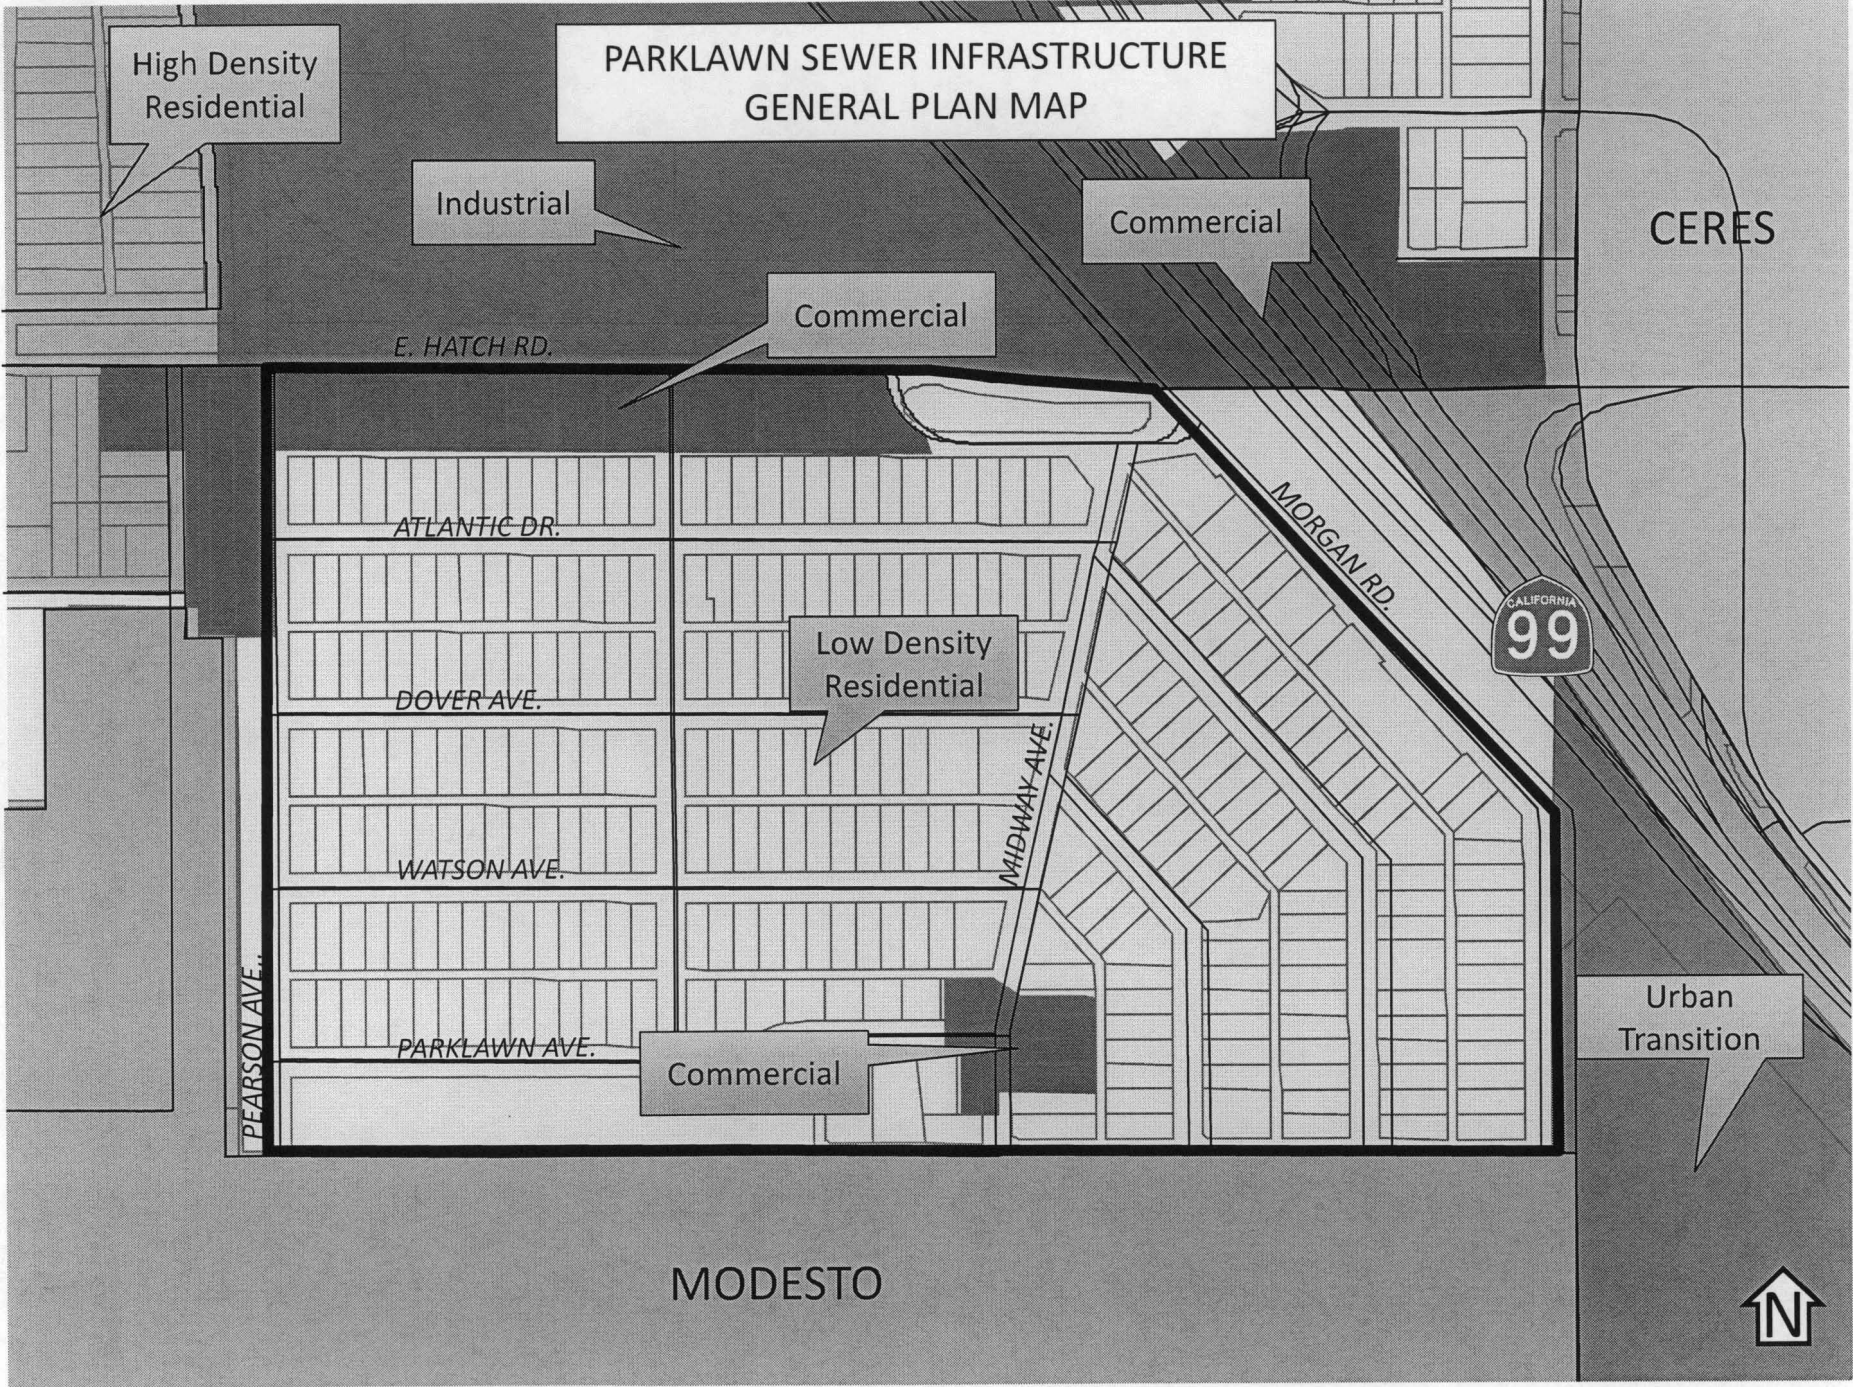 High Density
Residential
PARKLAWN SEWER INFRASTRUCTURE
GENERAL PLAN MAP
Industrial
Commercial
CERES
Commercial
E. HATCH RD.
ATLANTIC DR.
MORGAN RD.
CALIFORNIA
99
Low Density
Residential
DOVER AVE.
MIDWAY AVE.
WATSON AVE.
PEARSON AVE..
Urban
Transition
PARKLAWN AVE.
Commercial
MODESTO
N